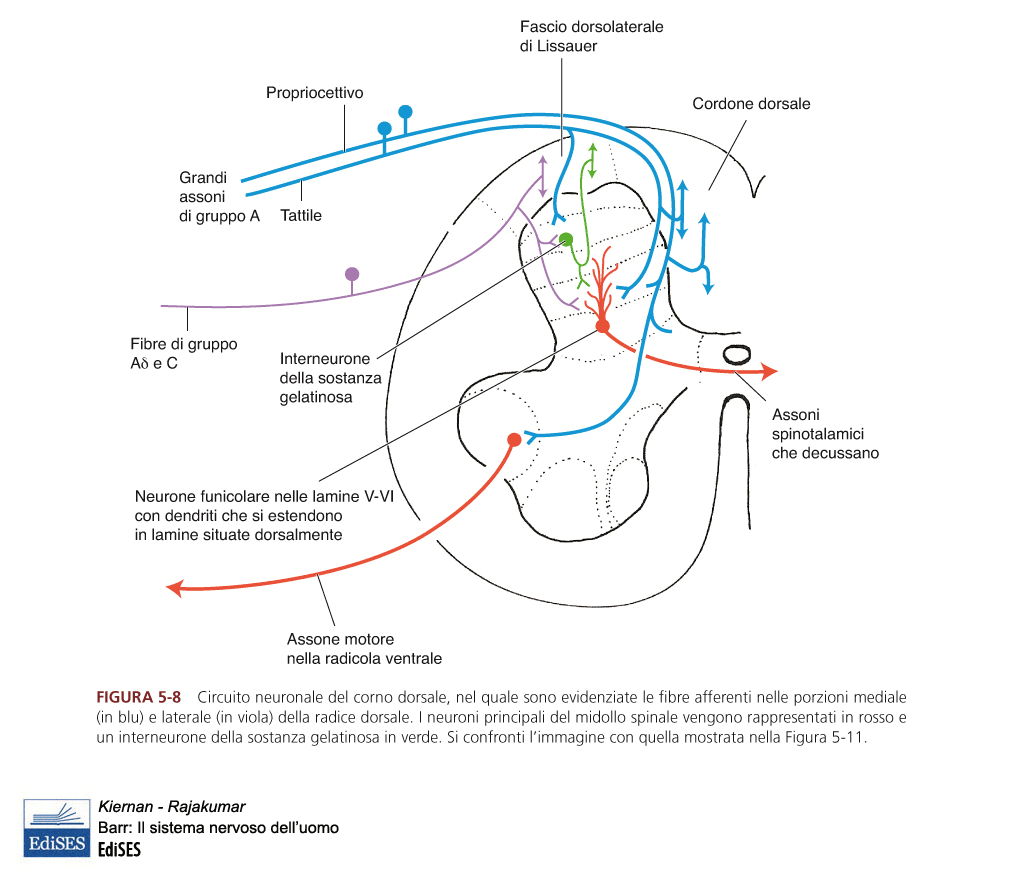 Fascio dorsolaterale
di Lissauer
Propriocettivo
Cordone dorsale
Grandi
assoni
di gruppo A
Tattile
Fibre di gruppo
Aδ e C
Interneurone
della sostanza
gelatinosa
Assoni
spinotalamici
che decussano
Neurone funicolare nelle lamine V-VI
con dendriti che si estendono
in lamine situate dorsalmente
Assone motore
nella radicola ventrale
FIGURA 5-8 Circuito neuronale del corno dorsale, nel quale sono evidenziate le fibre afferenti nelle porzioni mediale
(in blu) e laterale (in viola) della radice dorsale. I neuroni principali del midollo spinale vengono rappresentati in rosso e
un interneurone della sostanza gelatinosa in verde. Si confronti l'immagine con quella mostrata nella Figura 5-11.
Kiernan - Rajakumar
Barr: Il sistema nervoso dell'uomo
EdiSES
EdiSES